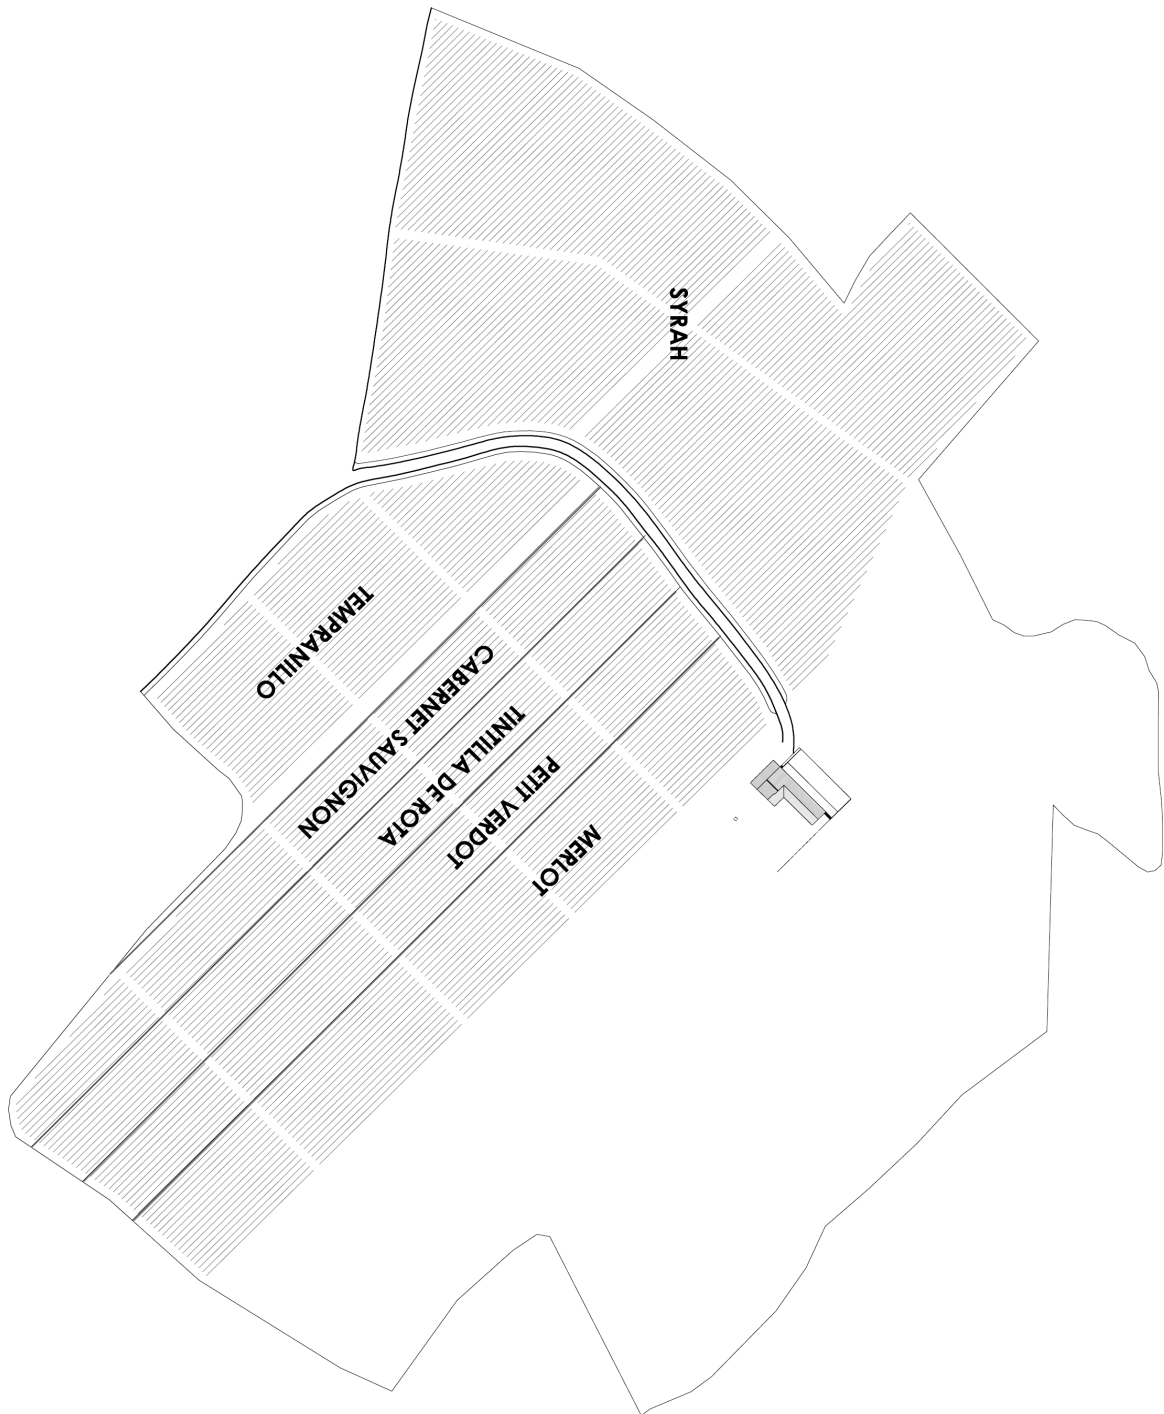 SYRAH
TEMPRANILLO
CABERNET SAUVIGNON
TINTILLA DE ROTA
PETIT VERDOT
MERLOT